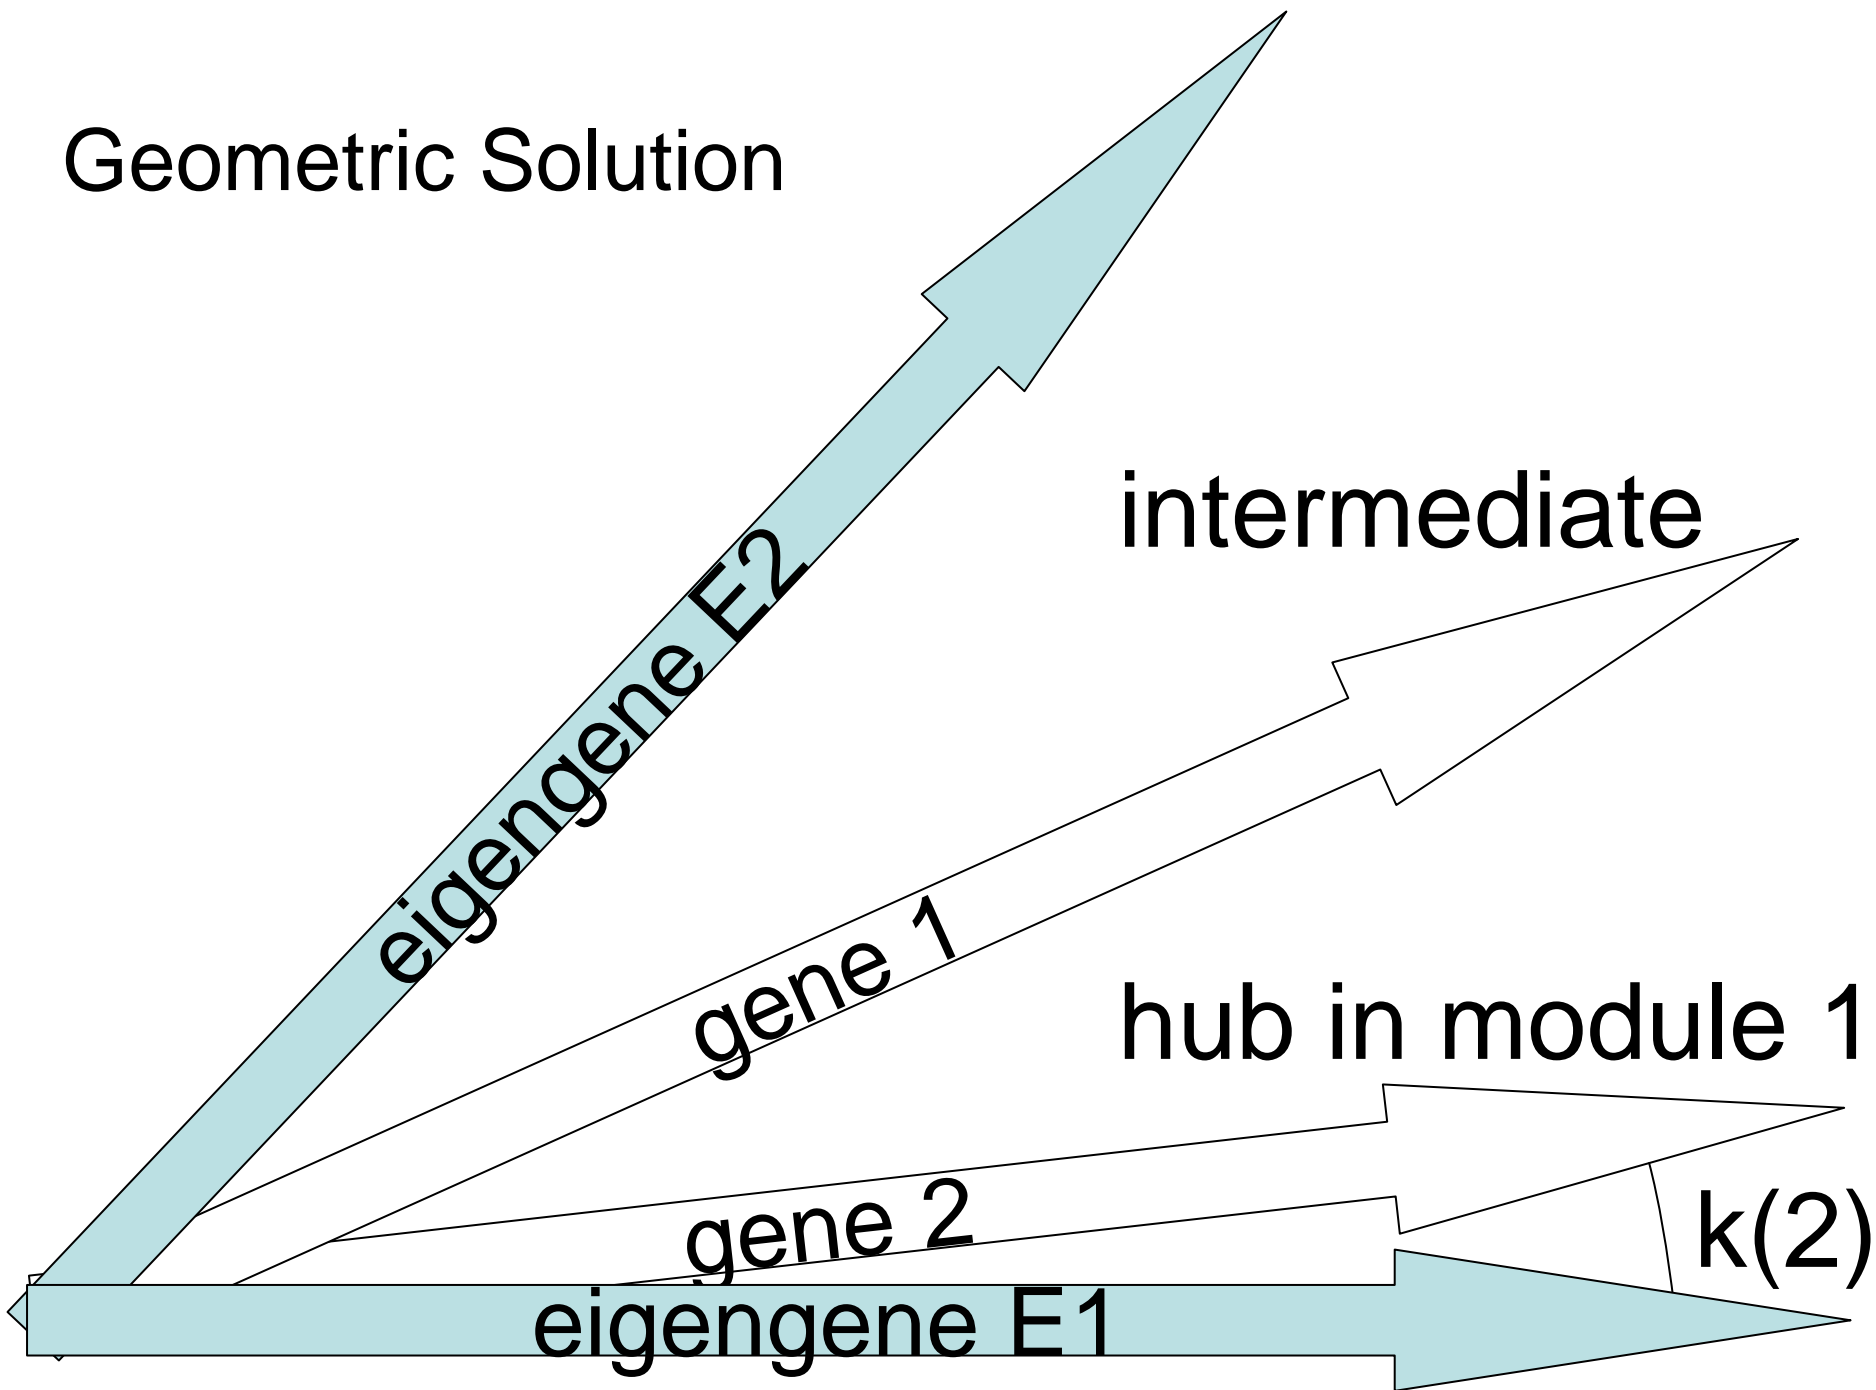 Geometric Solution
intermediate
eigengene E2
gene 1
hub in module 1
gene 2
k(2)
eigengene E1